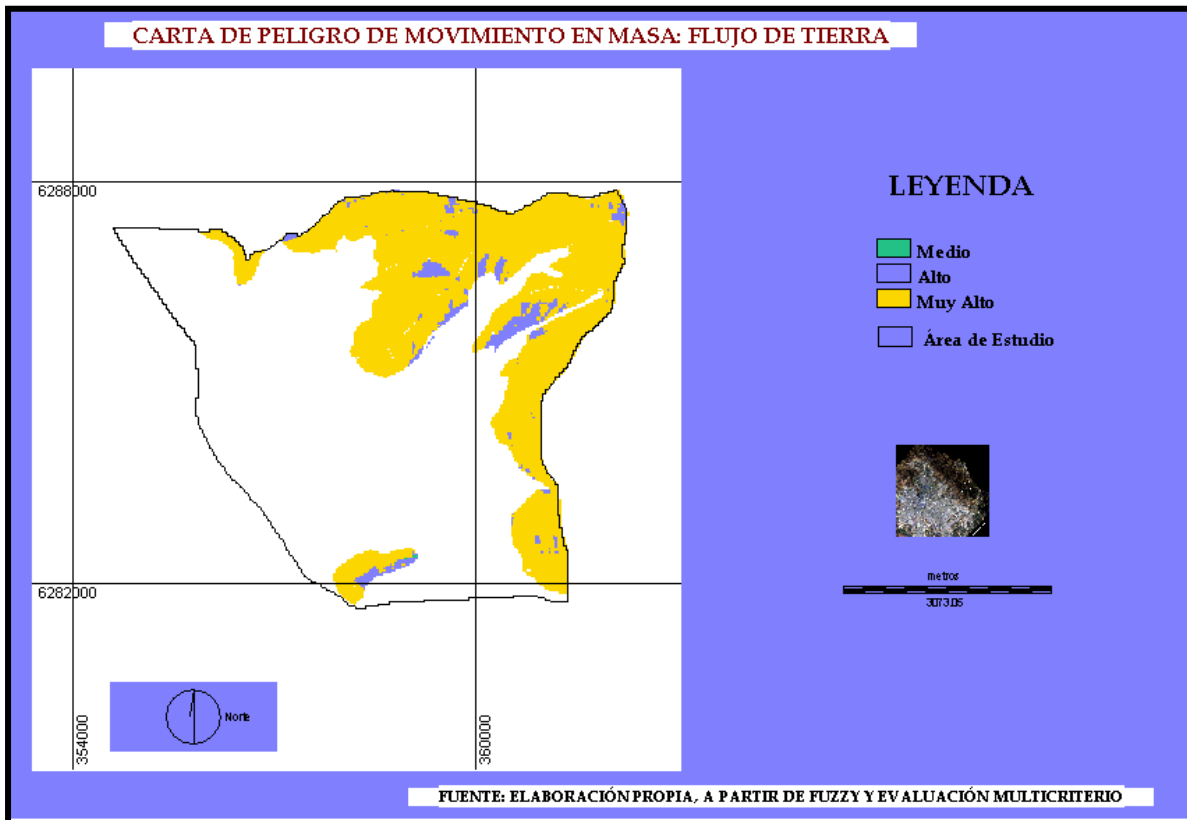 CARTA DE PELIGRO DE MOVIMIENTO EN MASA: FLUJO DE TIERRA
6288000
LEYENDA
Medio
Alto
Muy Alto
Área de Estudio
metros
3073.05
6282000
Norte
354000
360000
FUENTE: ELABORACIÓN PROPIA, A PARTIR DE FUZZY Y EVALUACIÓN MULTICRITERIO